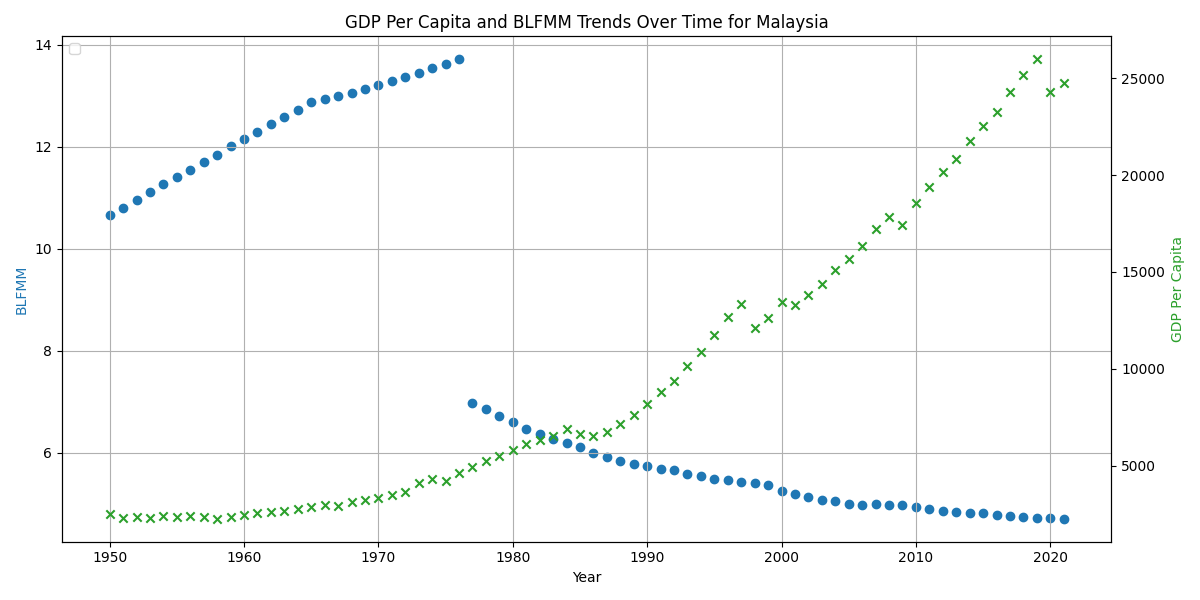 GDP Per Capita and BLFMM Trends Over Time for Malaysia
14
12
10
8
6
BLFMM
25000
20000
15000
10000
5000
GDP Per Capita
1950 1960 1970 1980 1990 2000 2010 2020
Year